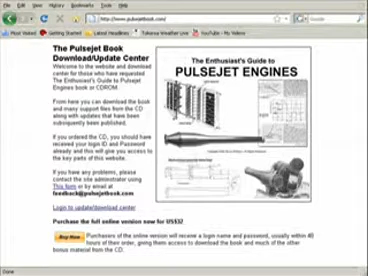 File Edit View History Bookmarks Tools Help
http://www.pulsejetbook.com/
Google
Most Visited Getting Started Latest Headlines Tokoroa Weather Live YouTube - My Videos
The Pulsejet Book
Download/Update Center
Welcome to the website and download
center for those who have requested
The Enthusiast's Guide to Pulsejet
Engines book or CDROM.
From here you can download the book
and many support files from the CD
along with updates that have been
subsequently been published.
If you ordered the CD, you should have
received your login ID and Password
already and this will give you access to
the key parts of this website.
If you have any problems, please
contact the site administrator using
This form or by email at
feedback@pulsejetbook.com
Login to update/download center
The Enthusiast's Guide to
PULSEJET ENGINES
Purchase the full online version now for US$32
Buy Now
Purchasers of the online version will receive a login name and password, usually within 48
hours of their order, giving them access to download the book and much of the other
bonus material from the CD.
Done